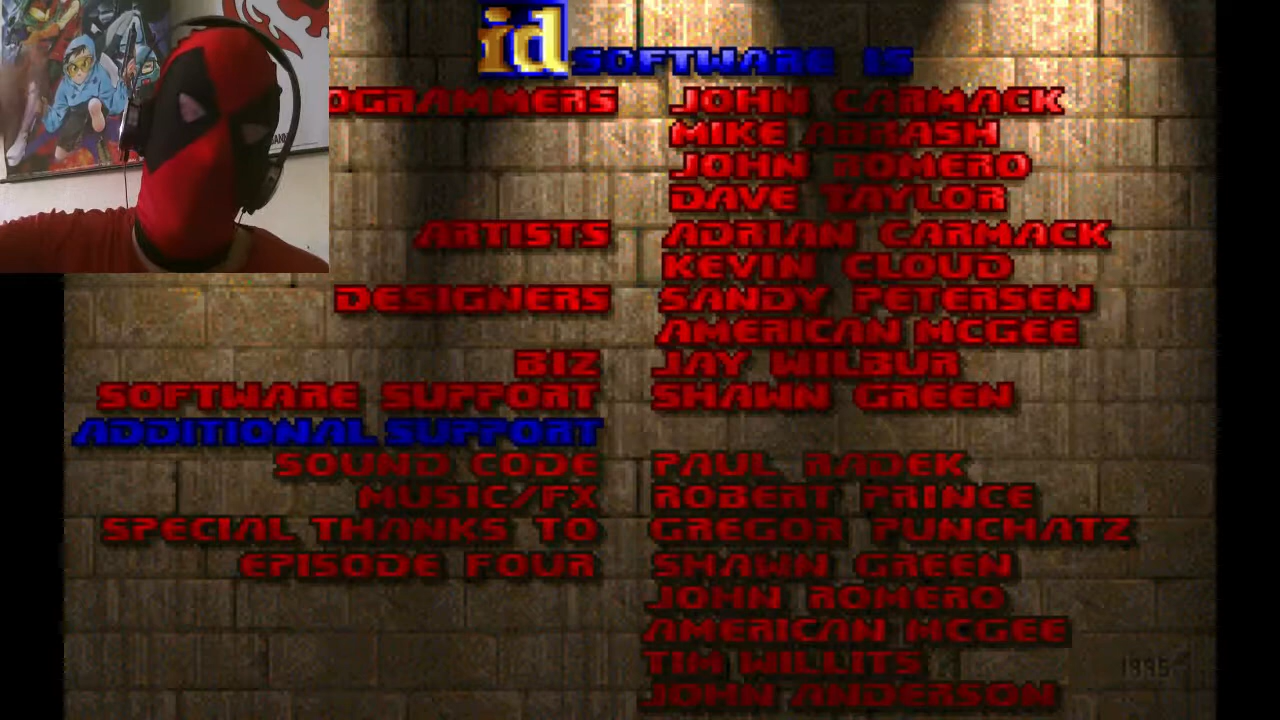 id SOFTWARE IS
OGRAMMERS JOHN CARMACK
MIKE ABRASH
JOHN ROMERO
DAVE TAYLOR
ARTISTS ADRIAN CARMACK
KEVIN CLOUD
DESIGNERS SANDY PETERSEN
AMERICAN MCGEE
BIZ JAY WILBUR
SOFTWARE SUPPORT SHAWN GREEN
ADDITIONAL SUPPORT
SOUND CODE PAUL RADEK
MUSIC/FX ROBERT PRINCE
SPECIAL THANKS TO GREGOR PUNCHATZ
EPISODE FOUR SHAWN GREEN
JOHN ROMERO
AMERICAN MCGEE
TIM WILLITS
JOHN ANDERSON
1995